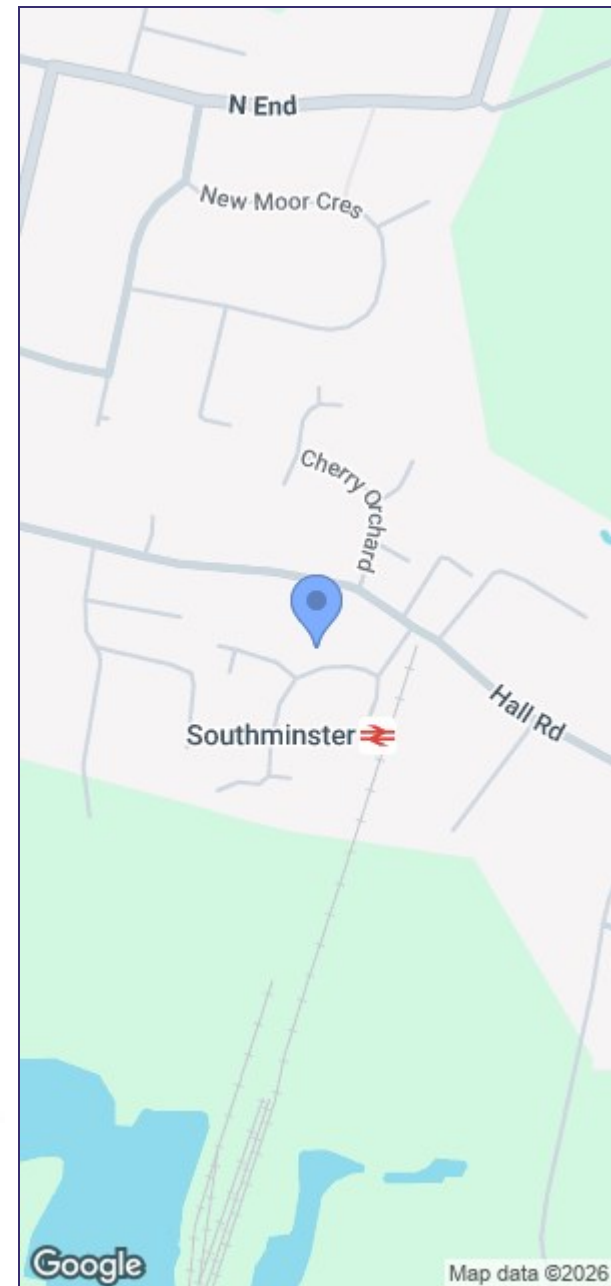 N End
New Moor Cres
Cherry Orchard
Hall Rd
Southminster
Google
Map data ©2026